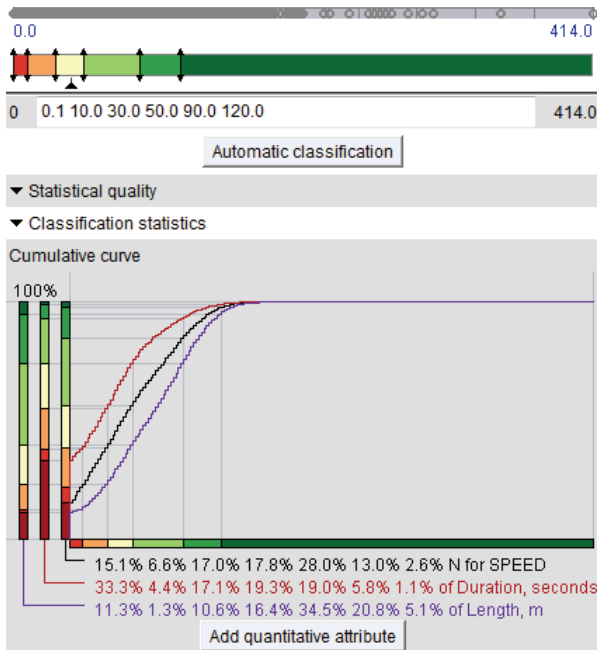 0.0 414.0
0 0.1 10.0 30.0 50.0 90.0 120.0 414.0
Automatic classification
Statistical quality
Classification statistics
Cumulative curve
100%
15.1% 6.6% 17.0% 17.8% 28.0% 13.0% 2.6% N for SPEED
33.3% 4.4% 17.1% 19.3% 19.0% 5.8% 1.1% of Duration, seconds
11.3% 1.3% 10.6% 16.4% 34.5% 20.8% 5.1% of Length, m
Add quantitative attribute